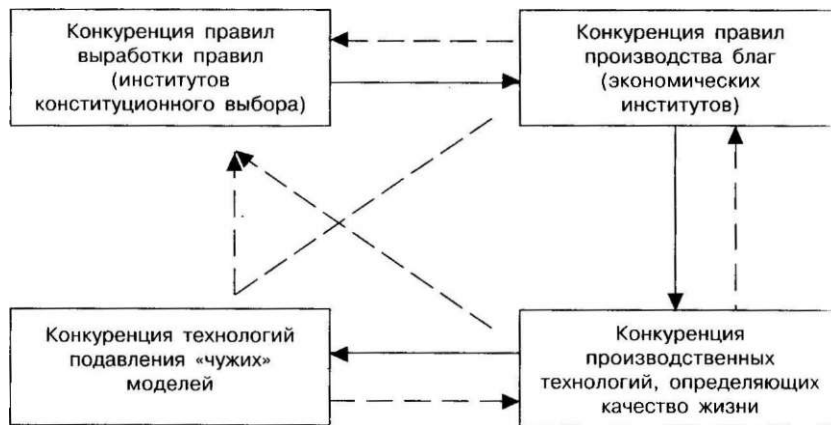 Конкуренция правил
выработки правил
(институтов
конституционного выбора)
Конкуренция правил
производства благ
(экономических
институтов)
Конкуренция технологий
подавления «чужих»
моделей
Конкуренция
производственных
технологий, определяющих
качество жизни